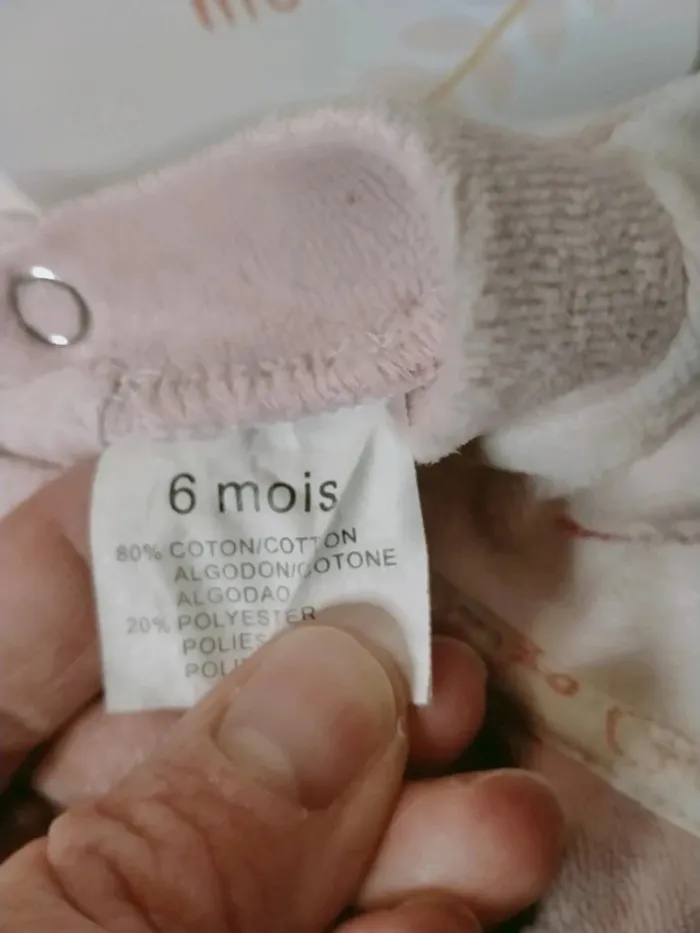 6 mois
80% COTON/COTTON
ALGODON/COTONE
ALGODAO
20% POLYESTER